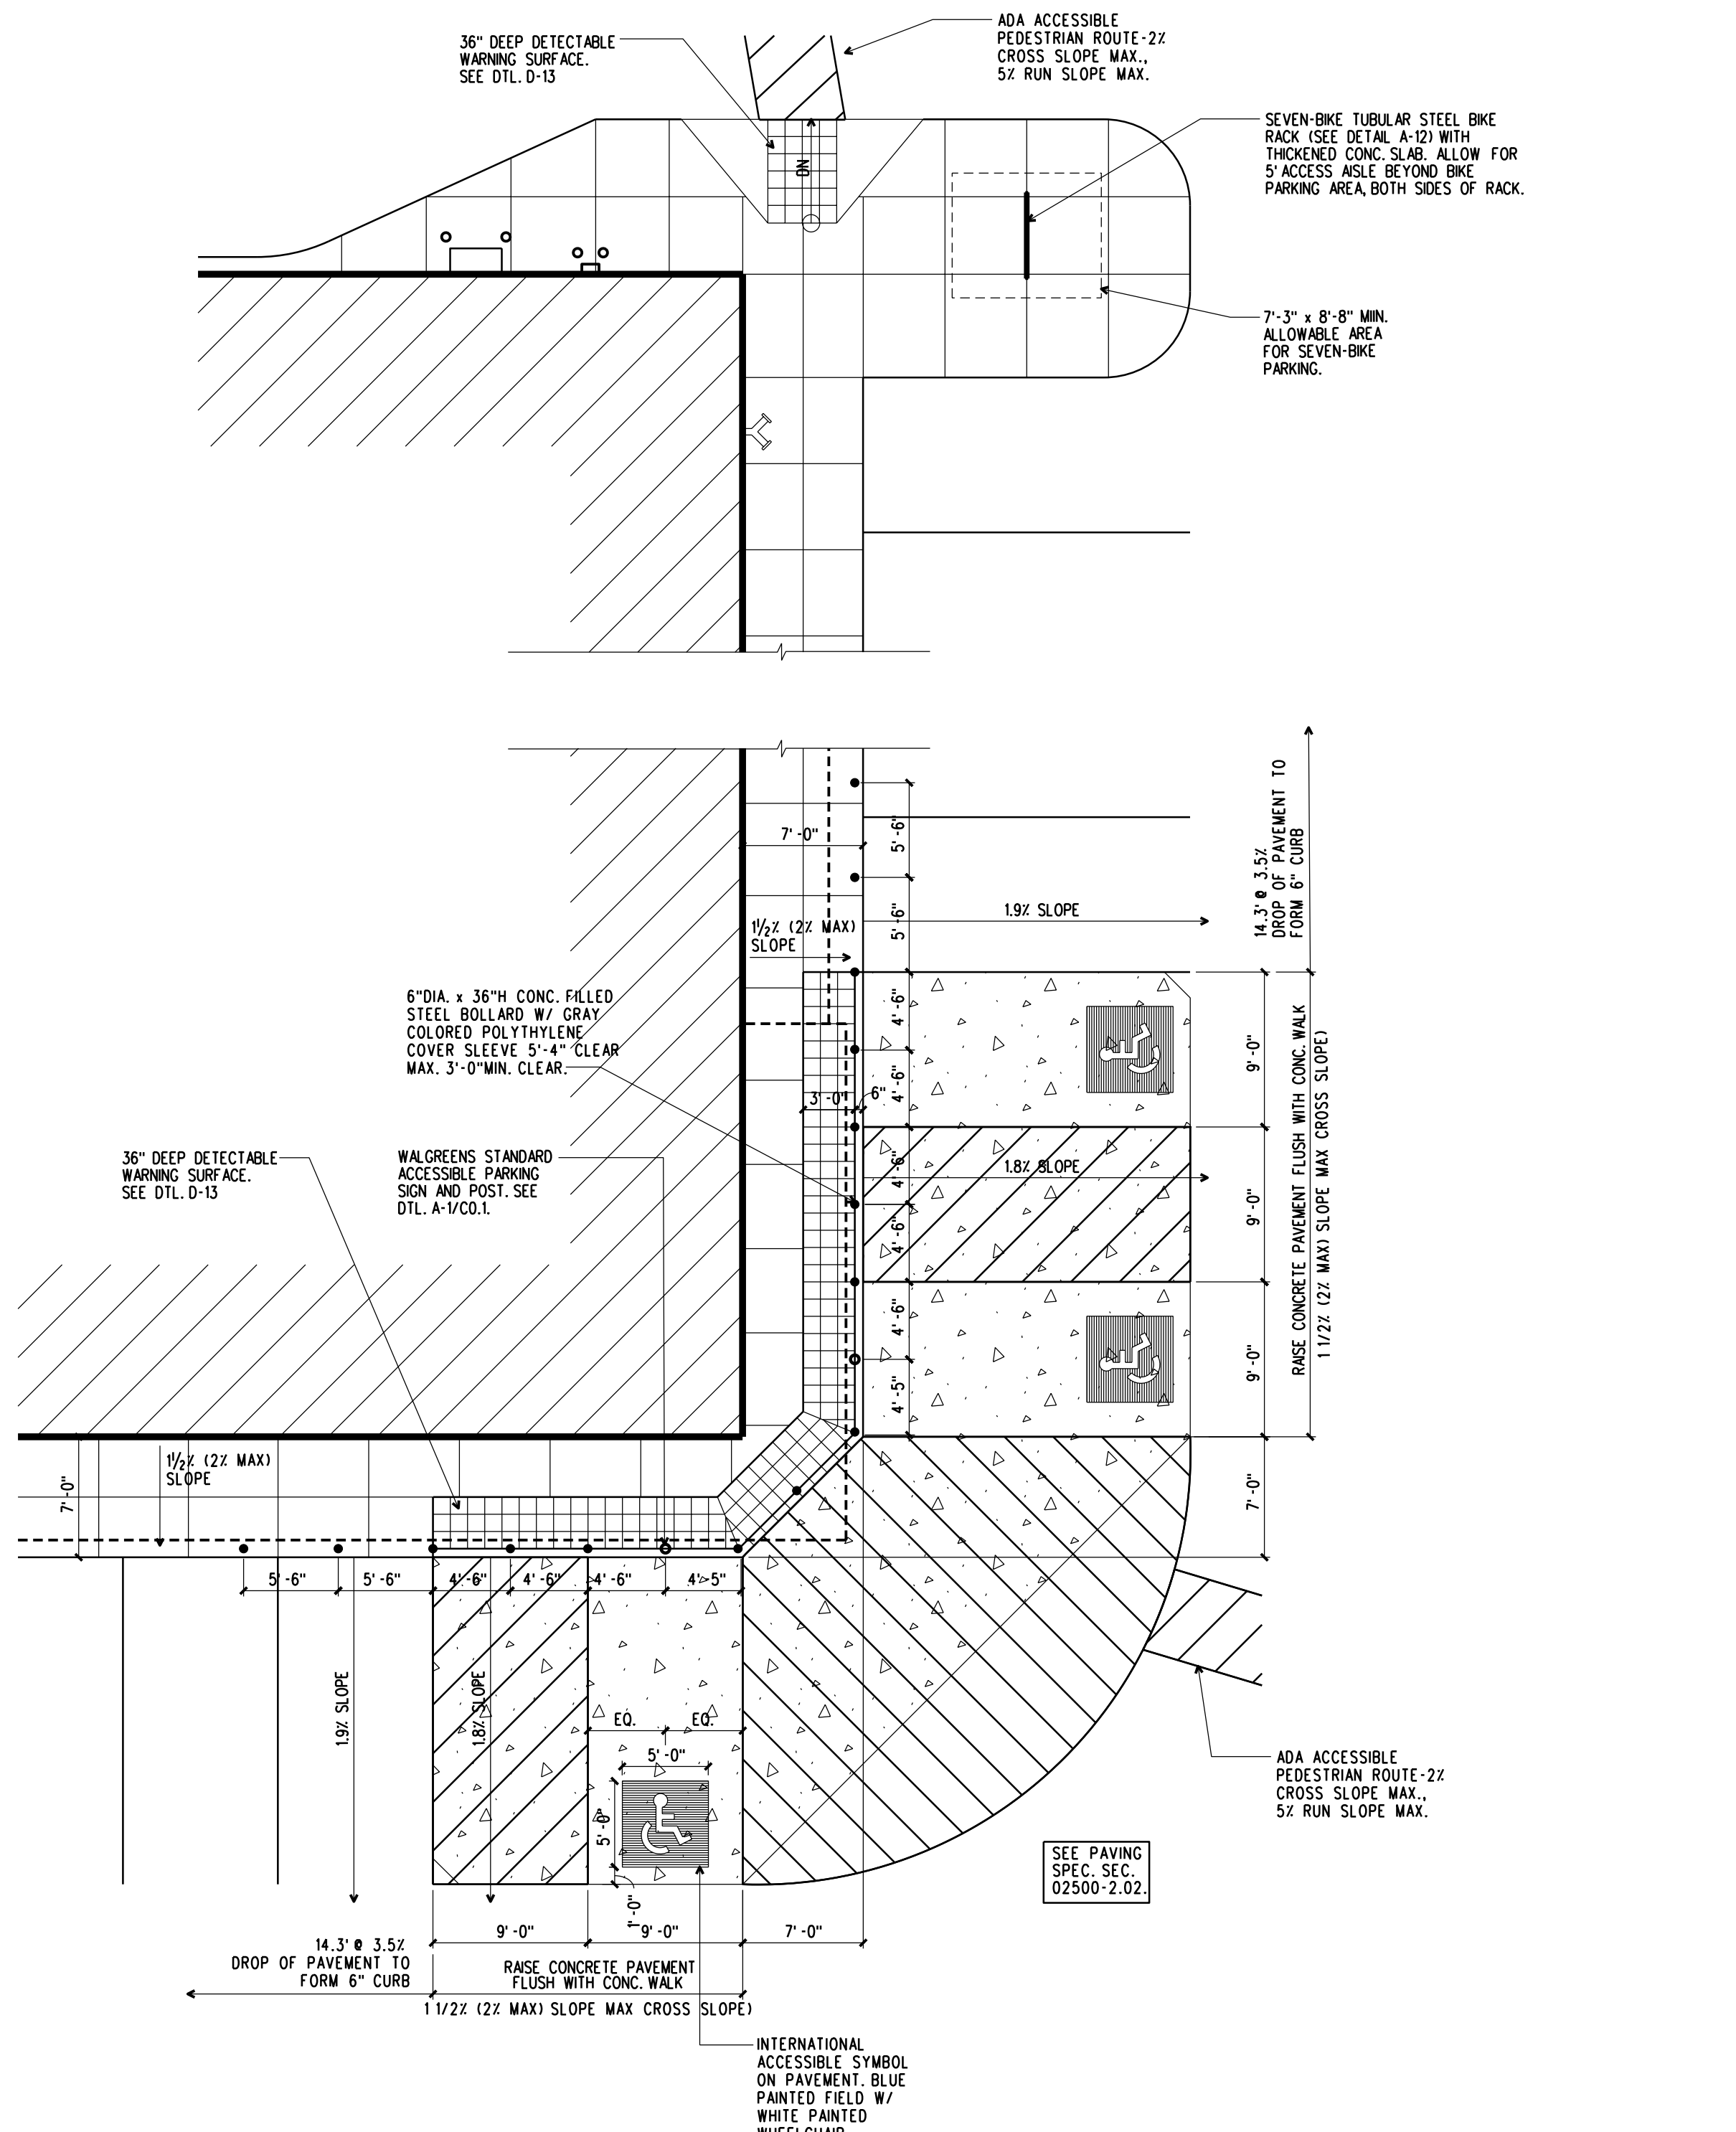 ADA ACCESSIBLE
PEDESTRIAN ROUTE-2%
CROSS SLOPE MAX.,
5% RUN SLOPE MAX.
36" DEEP DETECTABLE
WARNING SURFACE.
SEE DTL. D-13
SEVEN-BIKE TUBULAR STEEL BIKE
RACK (SEE DETAIL A-12) WITH
THICKENED CONC. SLAB. ALLOW FOR
5' ACCESS AISLE BEYOND BIKE
PARKING AREA, BOTH SIDES OF RACK.
DN
7'-3" x 8'-8" MIIN.
ALLOWABLE AREA
FOR SEVEN-BIKE
PARKING.
14.3' @ 3.5%
DROP OF PAVEMENT TO
FORM 6" CURB
7'-0"
5'-6"
5'-6"
1.9% SLOPE
1 1/2% (2% MAX)
SLOPE
6"DIA. x 36"H CONC. FILLED
STEEL BOLLARD W/ GRAY
COLORED POLYTHYLENE
COVER SLEEVE 5'-4" CLEAR
MAX. 3'-0"MIN. CLEAR.
4'-6"
4'-6"
3'-0"
6"
9'-0"
RAISE CONCRETE PAVEMENT FLUSH WITH CONC. WALK
1 1/2% (2% MAX) SLOPE MAX CROSS SLOPE)
36" DEEP DETECTABLE
WARNING SURFACE.
SEE DTL. D-13
WALGREENS STANDARD
ACCESSIBLE PARKING
SIGN AND POST. SEE
DTL. A-1/C0.1.
4'-6"
1.8% SLOPE
4'-6"
9'-0"
4'-6"
4'-5"
9'-0"
1 1/2% (2% MAX)
SLOPE
7'-0"
7'-0"
5'-6"
5'-6"
4'-6"
4'-6"
4'-6"
4'-5"
1.9% SLOPE
1.8% SLOPE
EQ.
EQ.
5'-0"
5'-0"
1'-0"
ADA ACCESSIBLE
PEDESTRIAN ROUTE-2%
CROSS SLOPE MAX.,
5% RUN SLOPE MAX.
SEE PAVING
SPEC. SEC.
02500-2.02.
9'-0"
9'-0"
7'-0"
14.3' @ 3.5%
DROP OF PAVEMENT TO
FORM 6" CURB
RAISE CONCRETE PAVEMENT
FLUSH WITH CONC. WALK
1 1/2% (2% MAX) SLOPE MAX CROSS SLOPE)
INTERNATIONAL
ACCESSIBLE SYMBOL
ON PAVEMENT. BLUE
PAINTED FIELD W/
WHITE PAINTED
WHEELCHAIR